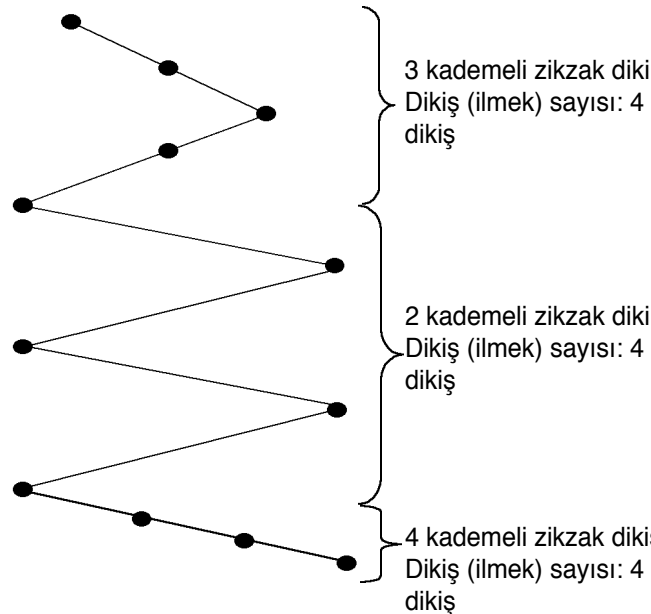 3 kademeli zikzak diki
Dikiş (ilmek) sayısı: 4
dikiş
2 kademeli zikzak diki
Dikiş (ilmek) sayısı: 4
dikiş
4 kademeli zikzak dikiş
Dikiş (ilmek) sayısı: 4
dikiş